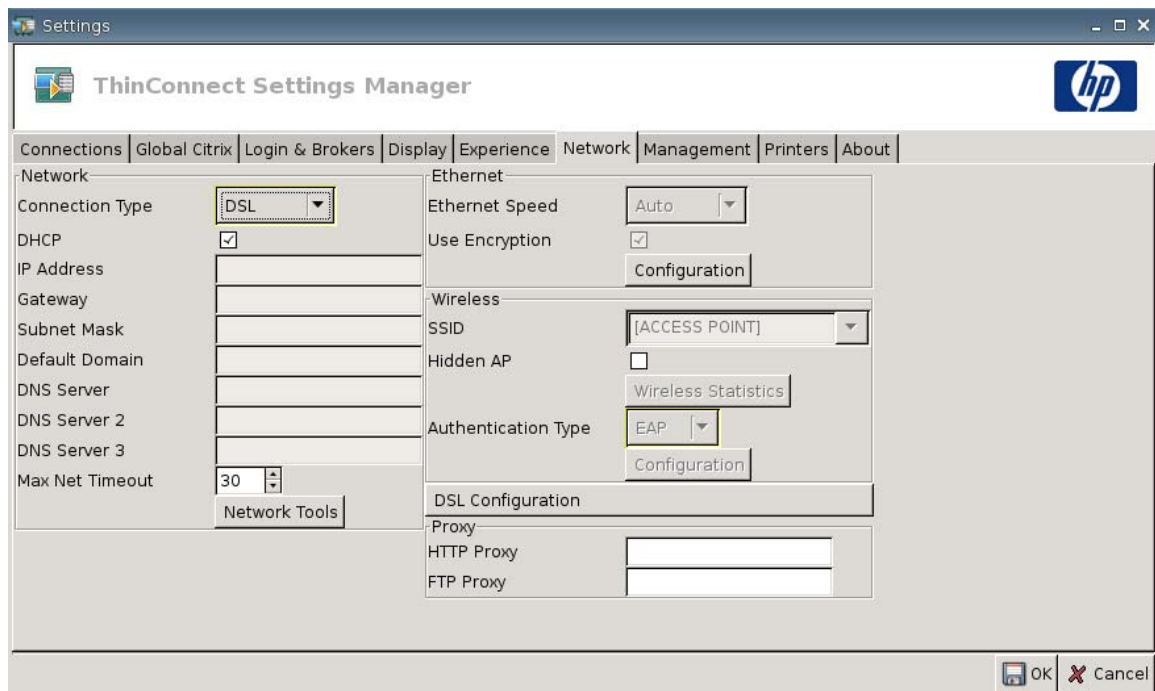 Settings
ThinConnect Settings Manager
hp
Connections Global Citrix Login & Brokers Display Experience Network Management Printers About
Network
Connection Type DSL
DHCP
IP Address
Gateway
Subnet Mask
Default Domain
DNS Server
DNS Server 2
DNS Server 3
Max Net Timeout 30
Network Tools
Ethernet
Ethernet Speed Auto
Use Encryption
Configuration
Wireless
SSID [ACCESS POINT]
Hidden AP
Wireless Statistics
Authentication Type EAP
Configuration
DSL Configuration
Proxy
HTTP Proxy
FTP Proxy
OK Cancel